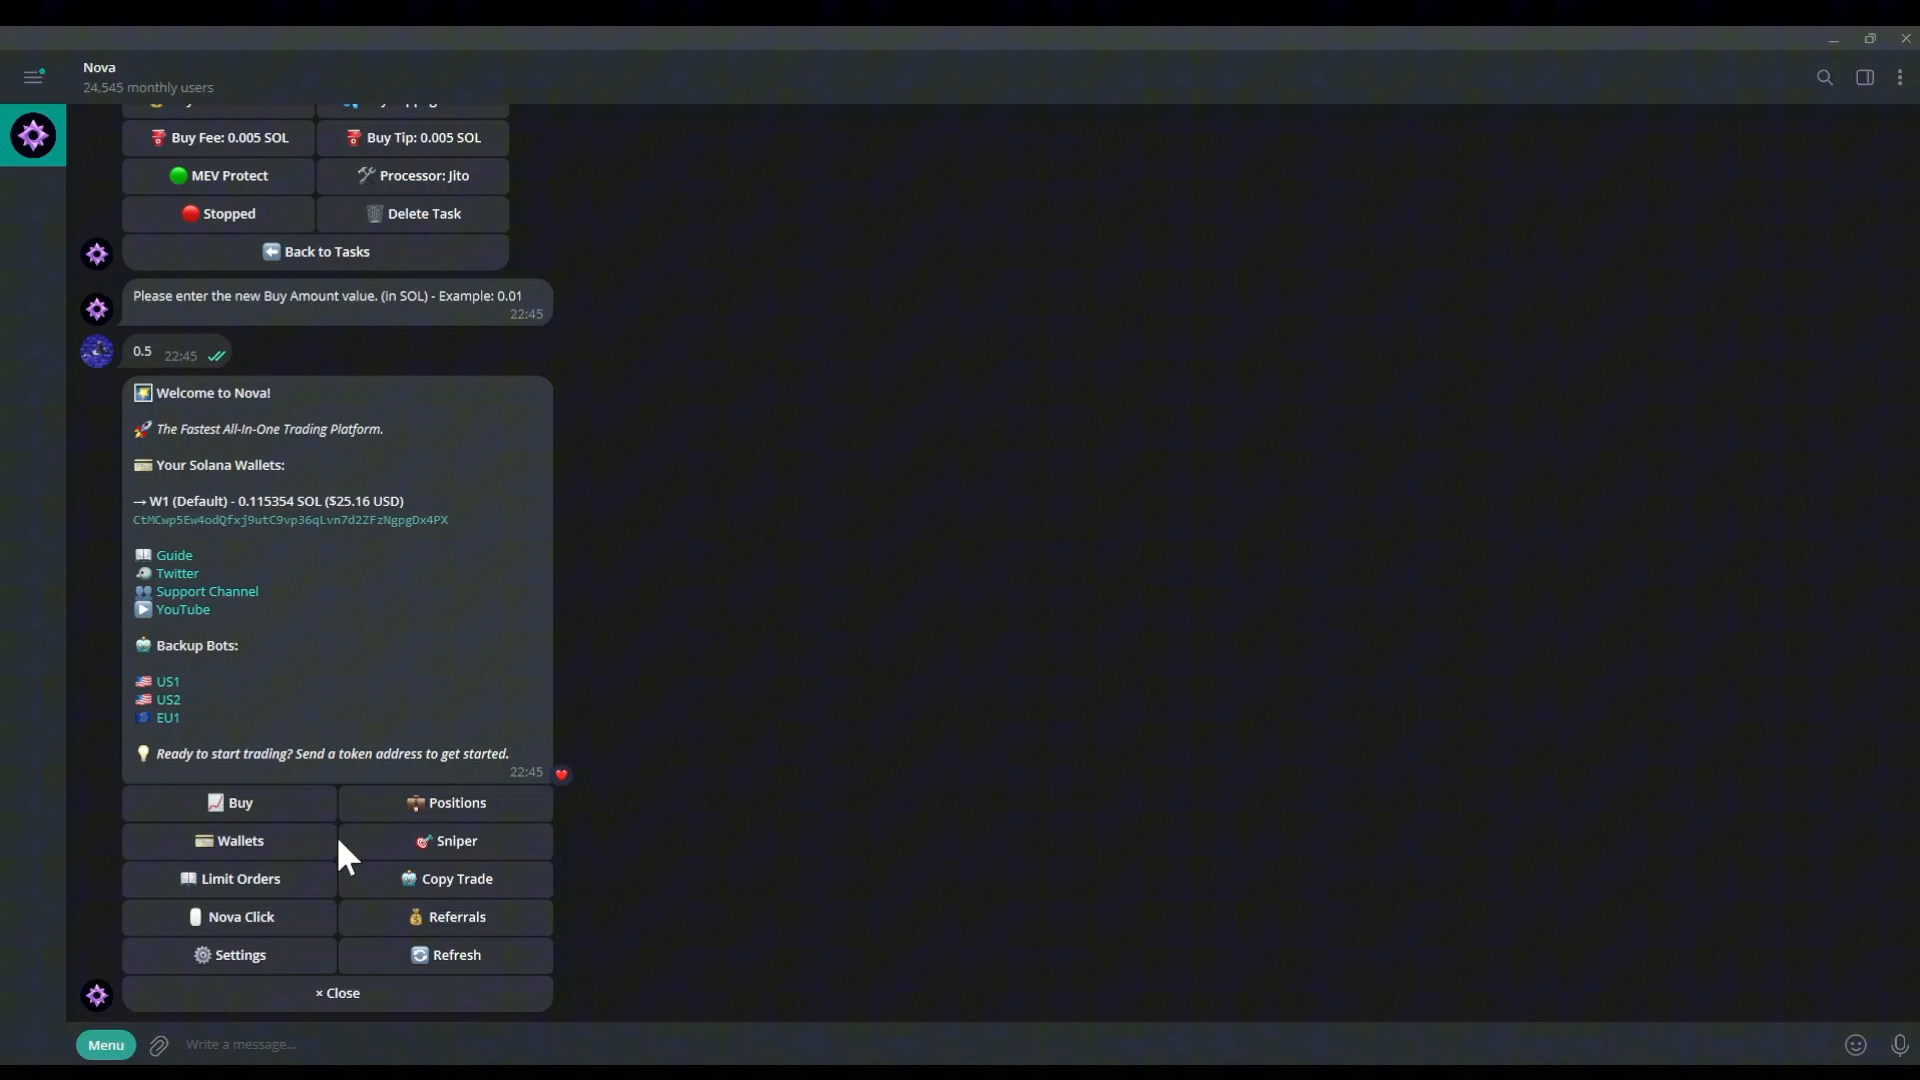 Nova
24,545 monthly users
Buy Fee: 0.005 SOL
Buy Tip: 0.005 SOL
MEV Protect
Processor: Jito
Stopped
Delete Task
Back to Tasks
Please enter the new Buy Amount value. (in SOL) - Example: 0.01
22:45
0.5 22:45
Welcome to Nova!
The Fastest All-In-One Trading Platform.
Your Solana Wallets:
→ W1 (Default) - 0.115354 SOL ($25.16 USD)
CtMCwp5Ew4odQfxj9utC9vp36qLvn7d2ZFzNgpgDx4PX
Guide
Twitter
Support Channel
YouTube
Backup Bots:
US1
US2
EU1
Ready to start trading? Send a token address to get started.
22:45
Buy
Positions
Wallets
Sniper
Limit Orders
Copy Trade
Nova Click
Referrals
Settings
Refresh
× Close
Menu
Write a message...